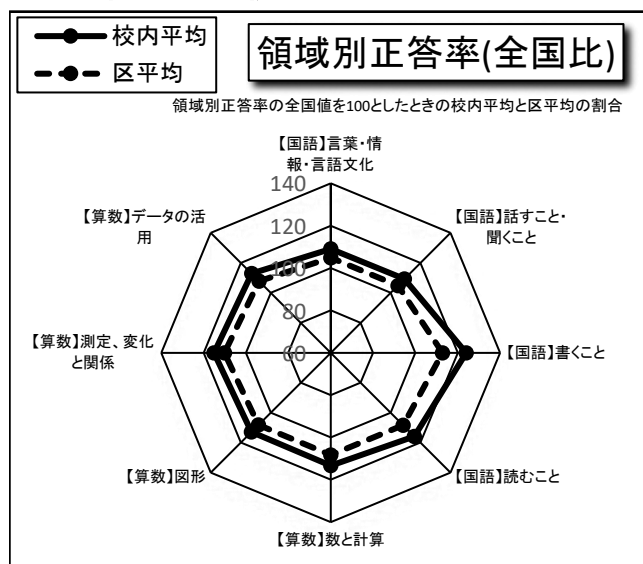 校内平均
区平均
領域別正答率(全国比)
領域別正答率の全国値を100としたときの校内平均と区平均の割合
【国語】言葉・情
報・言語文化
140
120
100
80
60
【国語】話すこと・
聞くこと
【国語】書くこと
【国語】読むこと
【算数】数と計算
【算数】図形
【算数】測定、変化
と関係
【算数】データの活
用